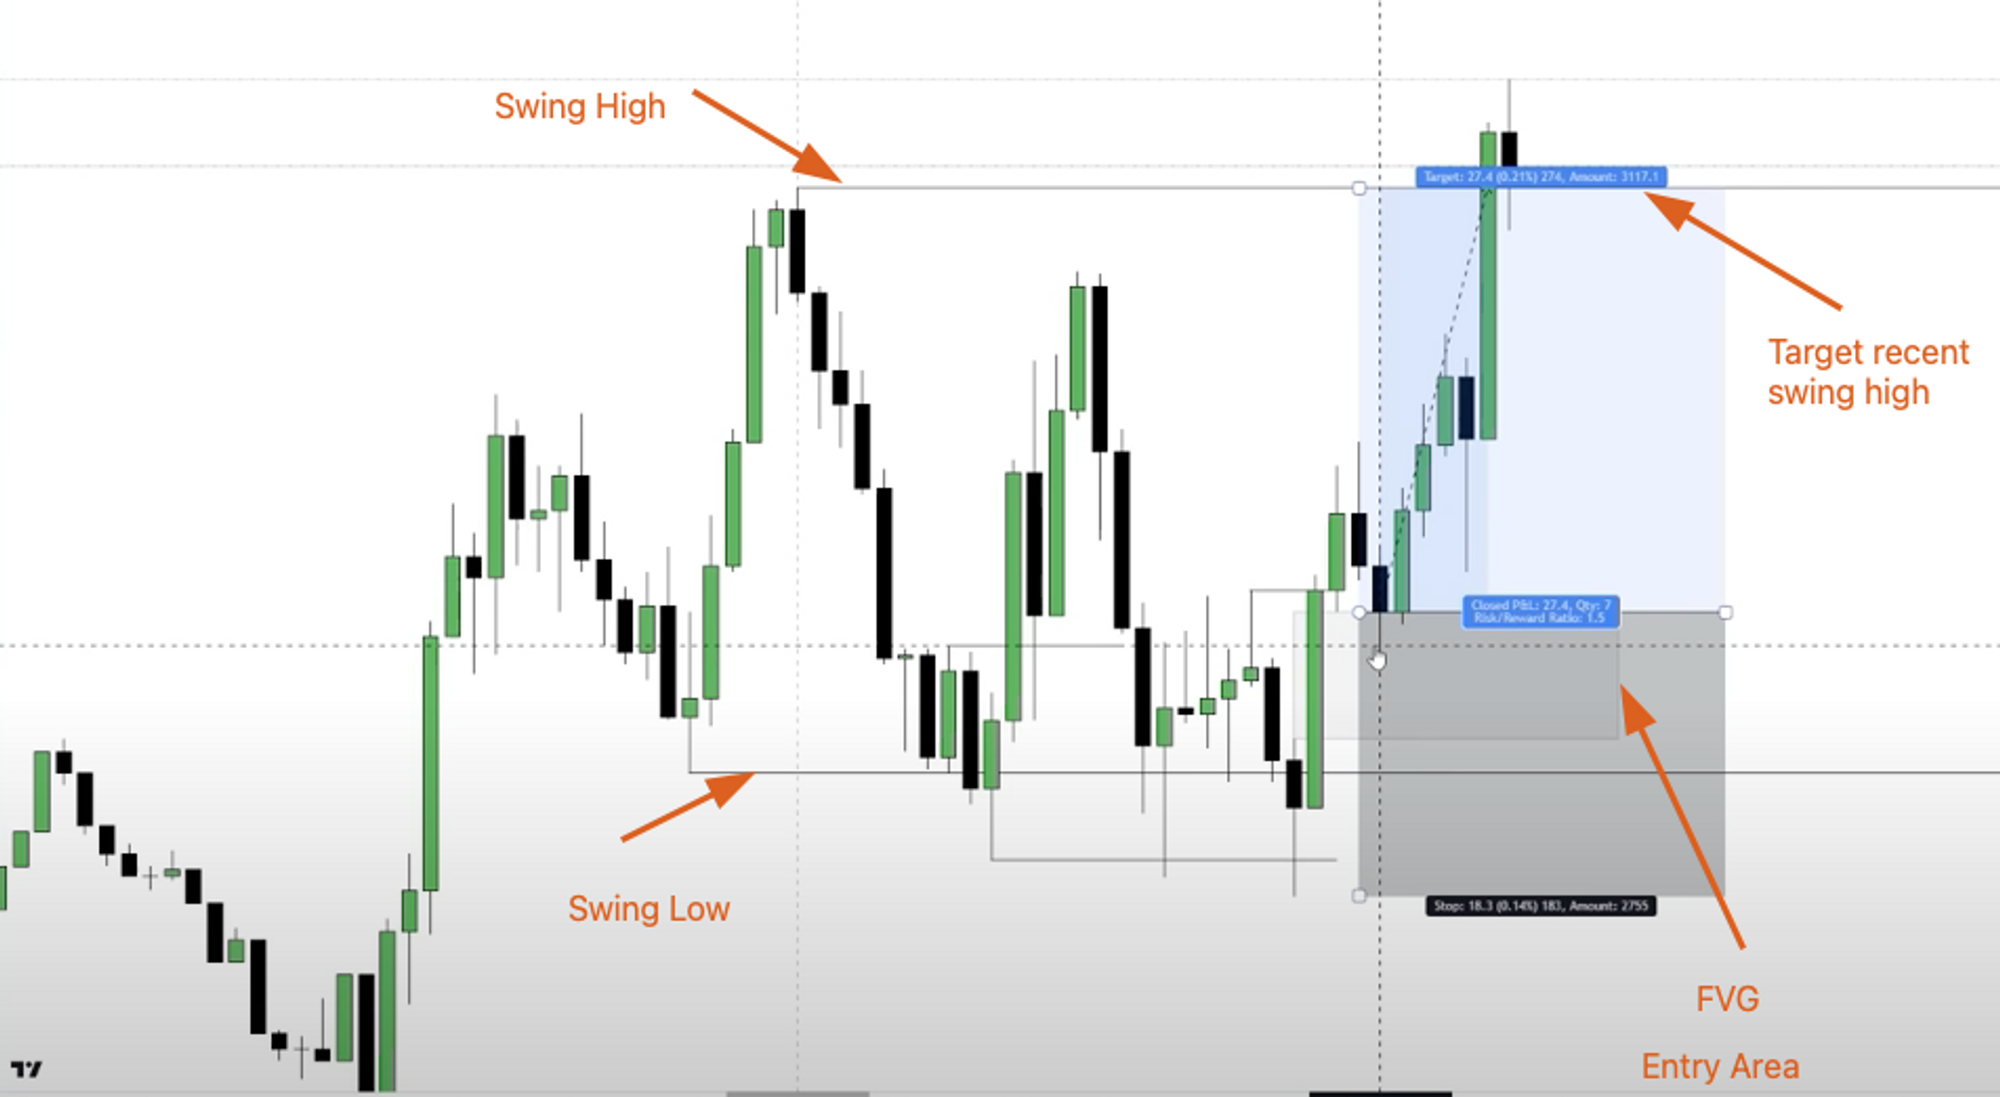 Swing High
Target: 27.4 (0.21%) 274, Amount: 3117.1
Target recent
swing high
Closed P&L: 27.4, Qty: 7
Risk/Reward Ratio: 1.5
Swing Low
Stop: 18.3 (0.14%) 183, Amount: 2755
FVG
Entry Area